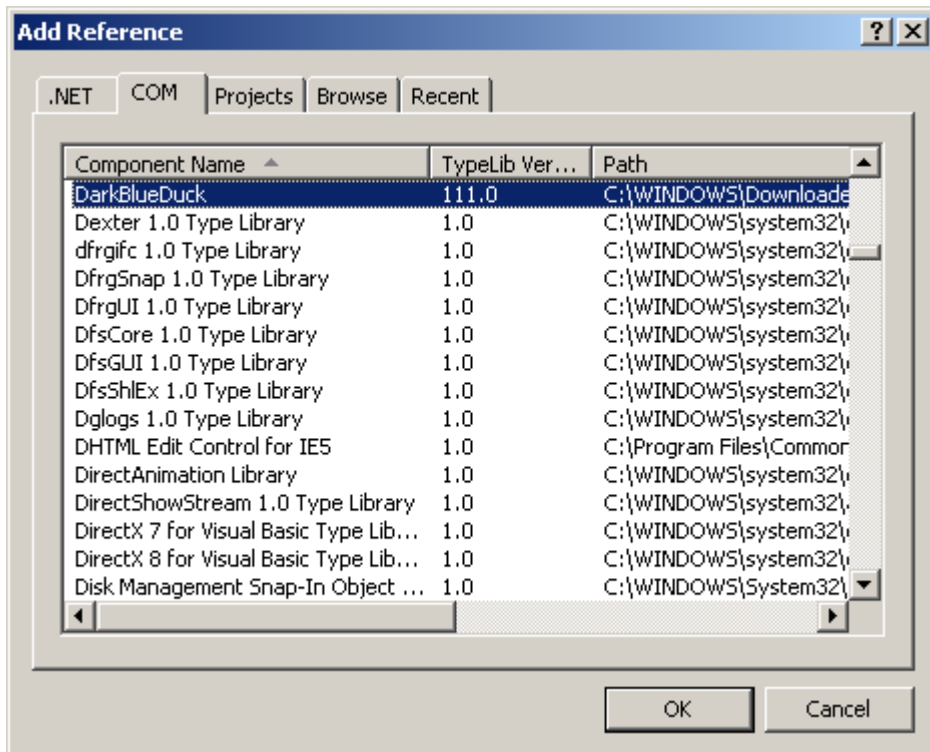 Add Reference
.NET COM Projects Browse Recent
Component Name TypeLib Ver... Path
DarkBlueDuck 111.0 C:\WINDOWS\Downloade
Dexter 1.0 Type Library 1.0 C:\WINDOWS\system32\
dfrgifc 1.0 Type Library 1.0 C:\WINDOWS\system32\
DfrgSnap 1.0 Type Library 1.0 C:\WINDOWS\system32\
DfrgUI 1.0 Type Library 1.0 C:\WINDOWS\system32\
DfsCore 1.0 Type Library 1.0 C:\WINDOWS\system32\
DfsGUI 1.0 Type Library 1.0 C:\WINDOWS\system32\
DfsShlEx 1.0 Type Library 1.0 C:\WINDOWS\system32\
Dglogs 1.0 Type Library 1.0 C:\WINDOWS\system32\
DHTML Edit Control for IE5 1.0 C:\Program Files\Common
DirectAnimation Library 1.0 C:\WINDOWS\system32\
DirectShowStream 1.0 Type Library 1.0 C:\WINDOWS\system32\
DirectX 7 for Visual Basic Type Lib... 1.0 C:\WINDOWS\system32\
DirectX 8 for Visual Basic Type Lib... 1.0 C:\WINDOWS\system32\
Disk Management Snap-In Object ... 1.0 C:\WINDOWS\System32\
OK Cancel